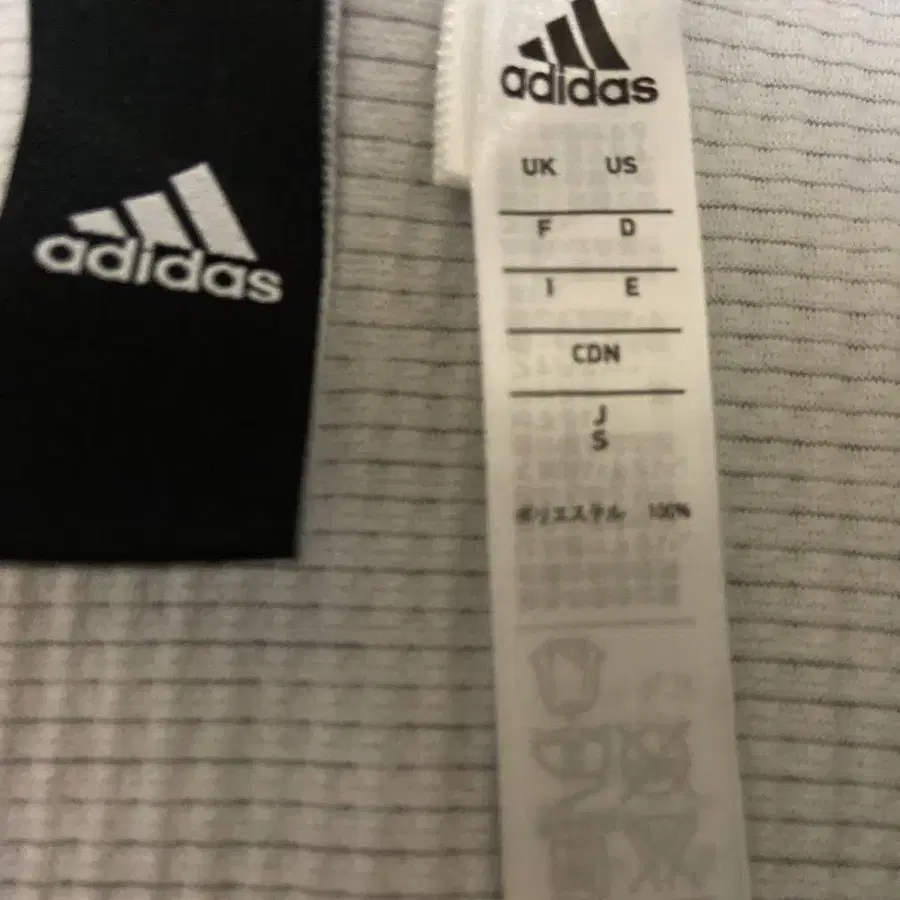 adidas
adidas
UK US
F D
I E
CDN
J
S
ポリエステル 100%